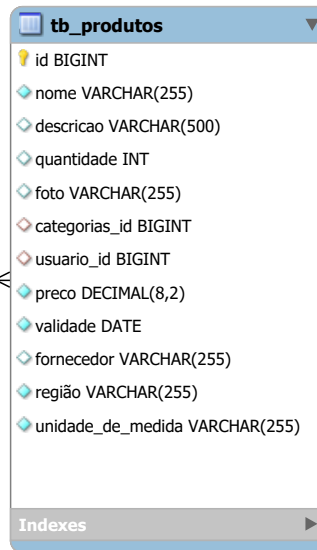 tb_produtos
id BIGINT
nome VARCHAR(255)
descricao VARCHAR(500)
quantidade INT
foto VARCHAR(255)
categorias_id BIGINT
usuario_id BIGINT
preco DECIMAL(8,2)
validade DATE
fornecedor VARCHAR(255)
região VARCHAR(255)
unidade_de_medida VARCHAR(255)
Indexes